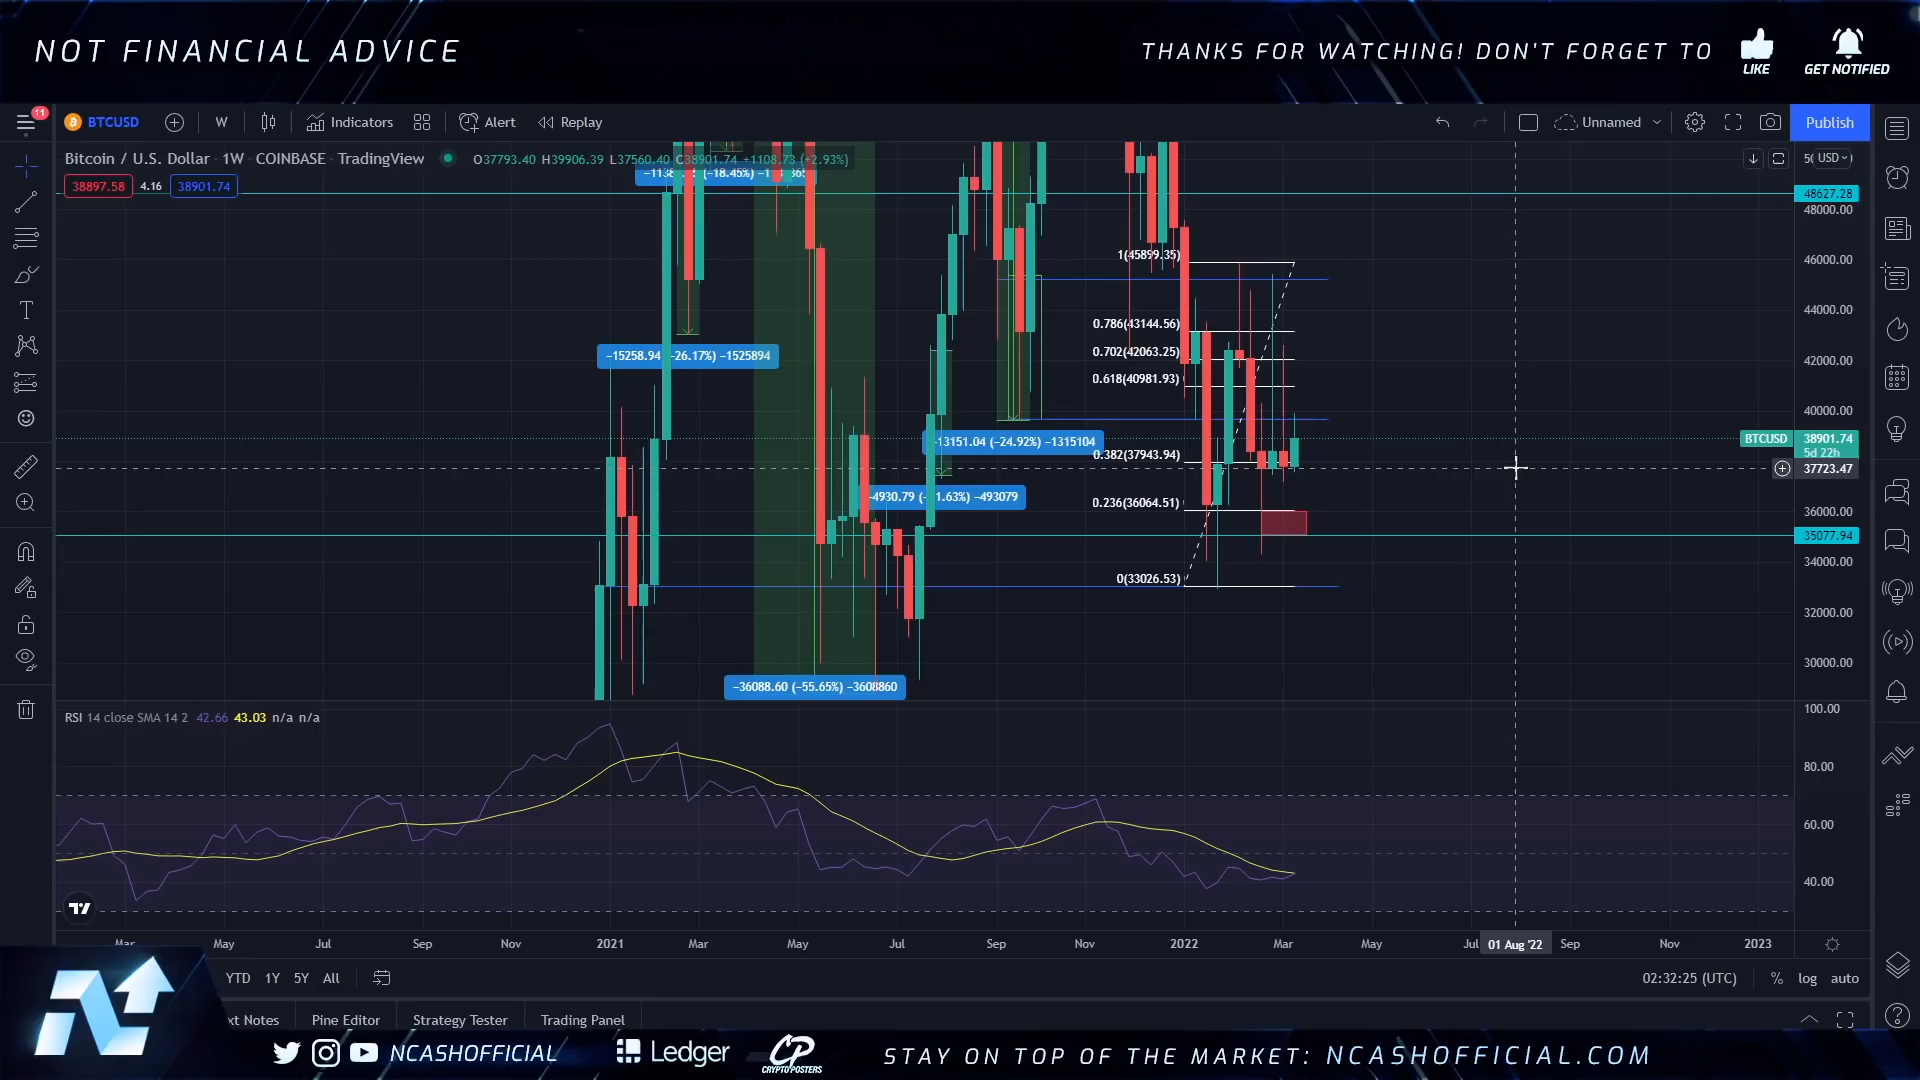 NOT FINANCIAL ADVICE
THANKS FOR WATCHING! DON'T FORGET TO
LIKE
GET NOTIFIED
11
BTCUSD
W
Indicators
Alert
Replay
Unnamed
Publish
Bitcoin / U.S. Dollar · 1W · COINBASE · TradingView
O37793.40 H39906.39 L37560.40 C38901.74 +1108.73 (+2.93%)
USD
38897.58
4.16
38901.74
48627.28
48000.00
46000.00
44000.00
42000.00
40000.00
BTCUSD
38901.74
5d 22h
37723.47
36000.00
35077.94
34000.00
32000.00
30000.00
−15258.94 (−26.17%) −1525894
−13151.04 (−24.92%) −1315104
−36088.60 (−55.65%) −3608860
1(45899.35)
0.786(43144.56)
0.702(42063.25)
0.618(40981.93)
0.382(37943.94)
0.236(36064.51)
0(33026.53)
RSI 14 close SMA 14 2 42.66 43.03 n/a n/a
100.00
80.00
60.00
40.00
Mar May Jul Sep Nov 2021 Mar May Jul Sep Nov 2022 Mar May Jul 01 Aug '22 Sep Nov 2023
YTD 1Y 5Y All
02:32:25 (UTC)
% log auto
Notes
Pine Editor
Strategy Tester
Trading Panel
NCASHOFFICIAL
Ledger
CP
CRYPTO POSTERS
STAY ON TOP OF THE MARKET: NCASHOFFICIAL.COM